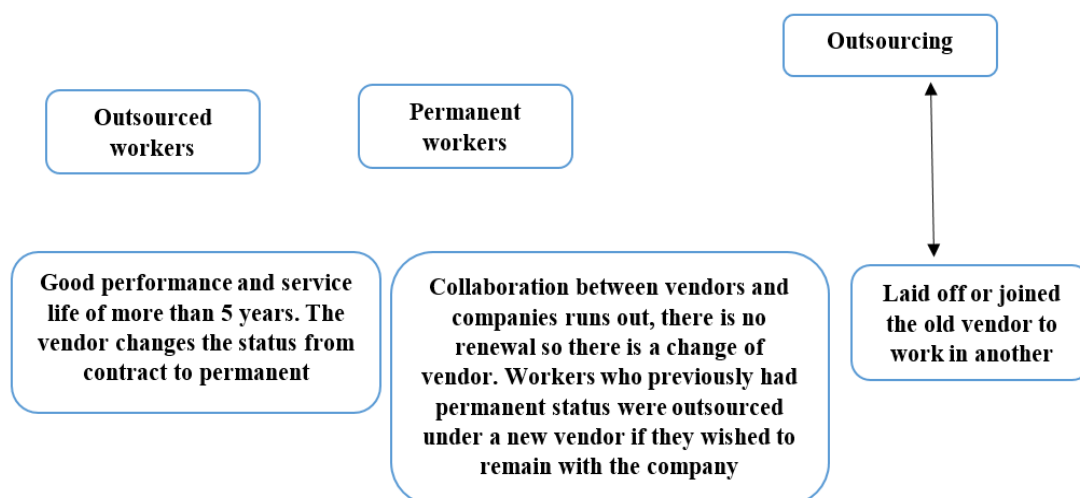 Outsourcing
Outsourced
workers
Permanent
workers
Good performance and service
life of more than 5 years. The
vendor changes the status from
contract to permanent
Collaboration between vendors and
companies runs out, there is no
renewal so there is a change of
vendor. Workers who previously had
permanent status were outsourced
under a new vendor if they wished to
remain with the company
Laid off or joined
the old vendor to
work in another